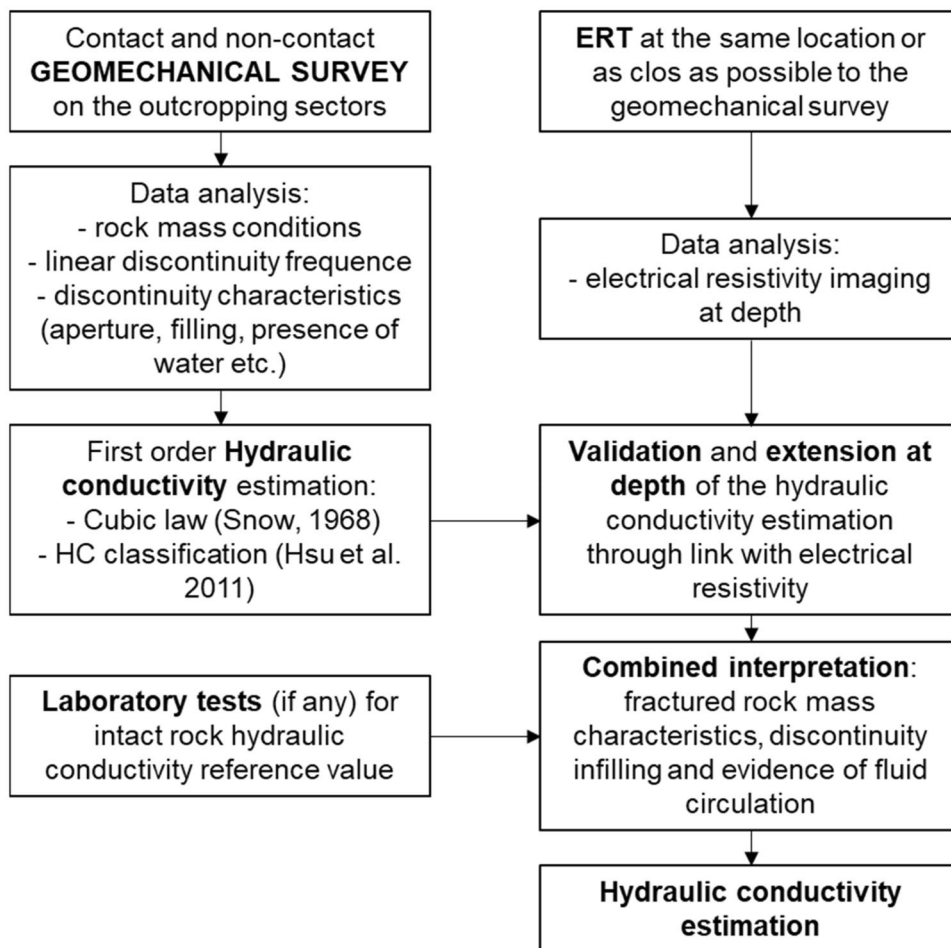 Contact and non-contact
GEOMECHANICAL SURVEY
on the outcropping sectors
ERT at the same location or
as clos as possible to the
geomechanical survey
Data analysis:
- rock mass conditions
- linear discontinuity frequence
- discontinuity characteristics
(aperture, filling, presence of
water etc.)
Data analysis:
- electrical resistivity imaging
at depth
First order Hydraulic
conductivity estimation:
- Cubic law (Snow, 1968)
- HC classification (Hsu et al.
2011)
Validation and extension at
depth of the hydraulic
conductivity estimation
through link with electrical
resistivity
Laboratory tests (if any) for
intact rock hydraulic
conductivity reference value
Combined interpretation:
fractured rock mass
characteristics, discontinuity
infilling and evidence of fluid
circulation
Hydraulic conductivity
estimation